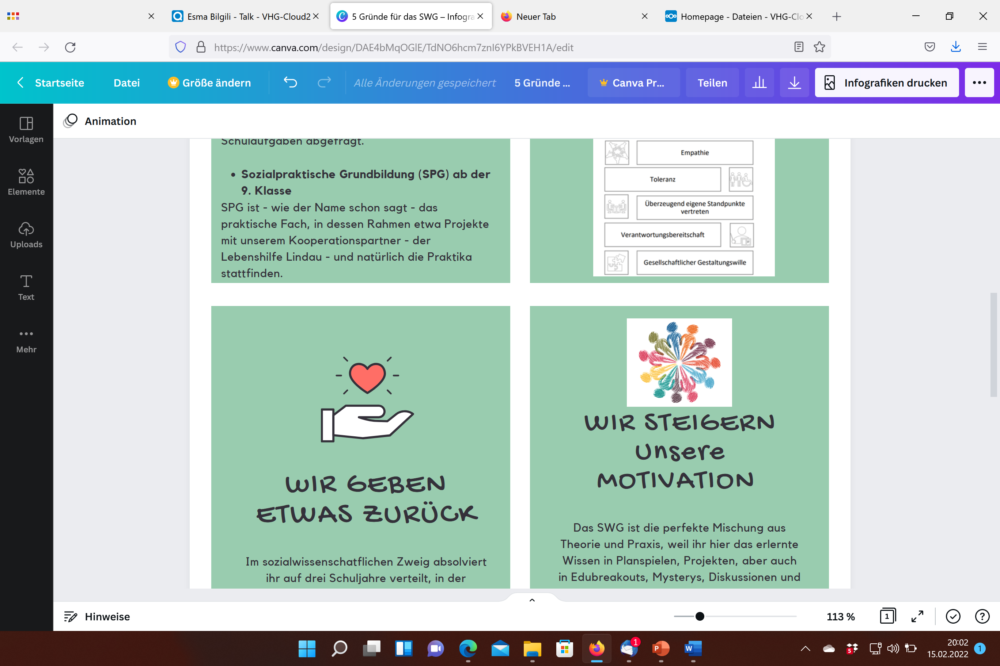 Esma Bilgili - Talk - VHG-Cloud2
5 Gründe für das SWG – Infogra
Neuer Tab
Homepage - Dateien - VHG-Clo
https://www.canva.com/design/DAE4bMqOGlE/TdNO6hcm7znI6YPkBVEH1A/edit
Startseite
Datei
Größe ändern
Alle Änderungen gespeichert
5 Gründe ...
Canva Pr...
Teilen
Infografiken drucken
Vorlagen
Elemente
Uploads
Text
Mehr
Animation
Schulaufgaben abgefragt.
• Sozialpraktische Grundbildung (SPG) ab der
9. Klasse
SPG ist - wie der Name schon sagt - das
praktische Fach, in dessen Rahmen etwa Projekte
mit unserem Kooperationspartner - der
Lebenshilfe Lindau - und natürlich die Praktika
stattfinden.
Empathie
Toleranz
Überzeugend eigene Standpunkte
vertreten
Verantwortungsbereitschaft
Gesellschaftlicher Gestaltungswille
WIR GEBEN
ETWAS ZURÜCK
Im sozialwissenschatflichen Zweig absolviert
ihr auf drei Schuljahre verteilt, in der
WIR STEIGERN
Unsere
MOTIVATION
Das SWG ist die perfekte Mischung aus
Theorie und Praxis, weil ihr hier das erlernte
Wissen in Planspielen, Projekten, aber auch
in Edubreakouts, Mysterys, Diskussionen und
Hinweise
113 %
1
?
1
P
W
5
20:02
15.02.2022
1